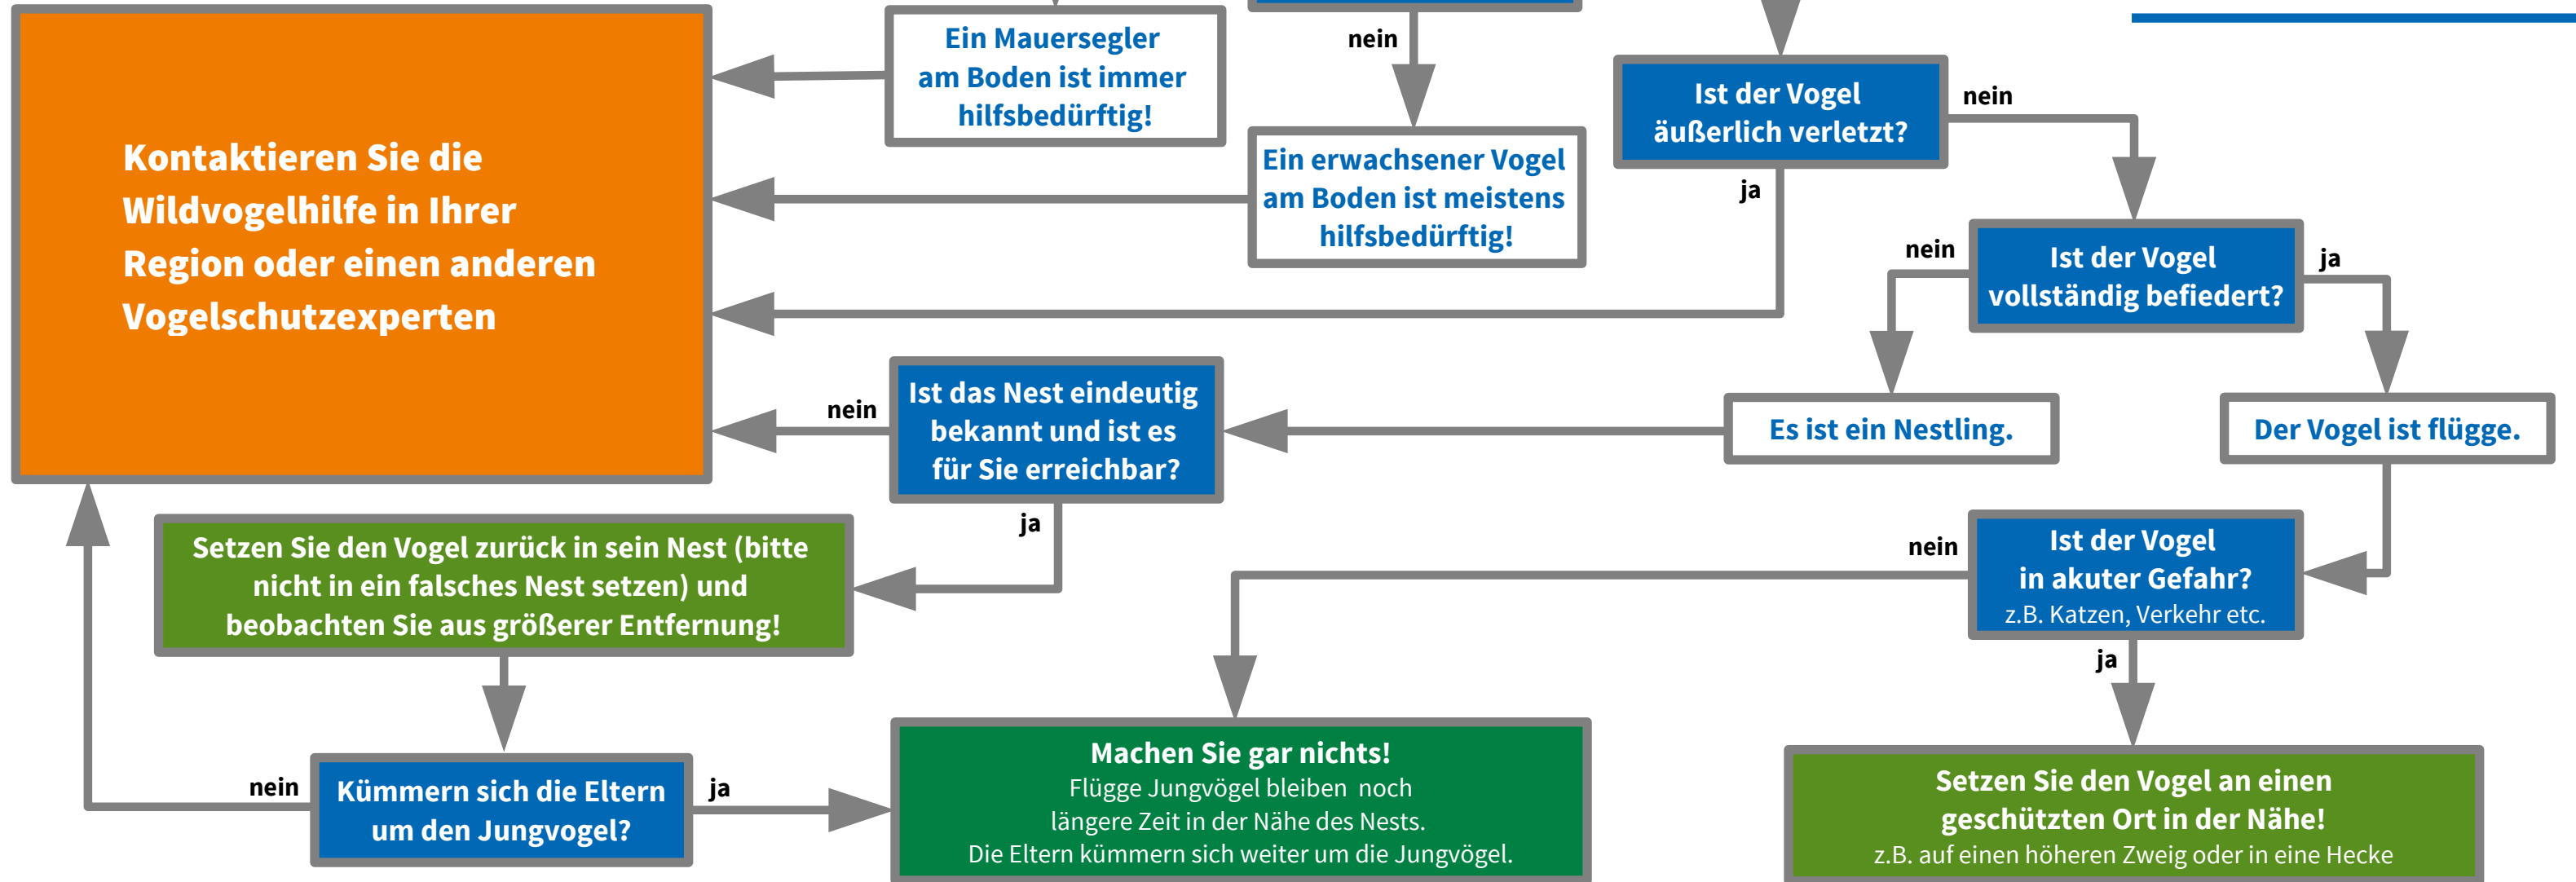 Ein Mauersegler
am Boden ist immer
hilfsbedürftig!
nein
Ist der Vogel
äußerlich verletzt?
nein
ja
Kontaktieren Sie die
Wildvogelhilfe in Ihrer
Region oder einen anderen
Vogelschutzexperten
Ein erwachsener Vogel
am Boden ist meistens
hilfsbedürftig!
nein
Ist der Vogel
vollständig befiedert?
ja
Ist das Nest eindeutig
bekannt und ist es
für Sie erreichbar?
nein
ja
Es ist ein Nestling.
Der Vogel ist flügge.
Setzen Sie den Vogel zurück in sein Nest (bitte
nicht in ein falsches Nest setzen) und
beobachten Sie aus größerer Entfernung!
nein
Ist der Vogel
in akuter Gefahr?
z.B. Katzen, Verkehr etc.
ja
nein
Kümmern sich die Eltern
um den Jungvogel?
ja
Machen Sie gar nichts!
Flügge Jungvögel bleiben noch
längere Zeit in der Nähe des Nests.
Die Eltern kümmern sich weiter um die Jungvögel.
Setzen Sie den Vogel an einen
geschützten Ort in der Nähe!
z.B. auf einen höheren Zweig oder in eine Hecke